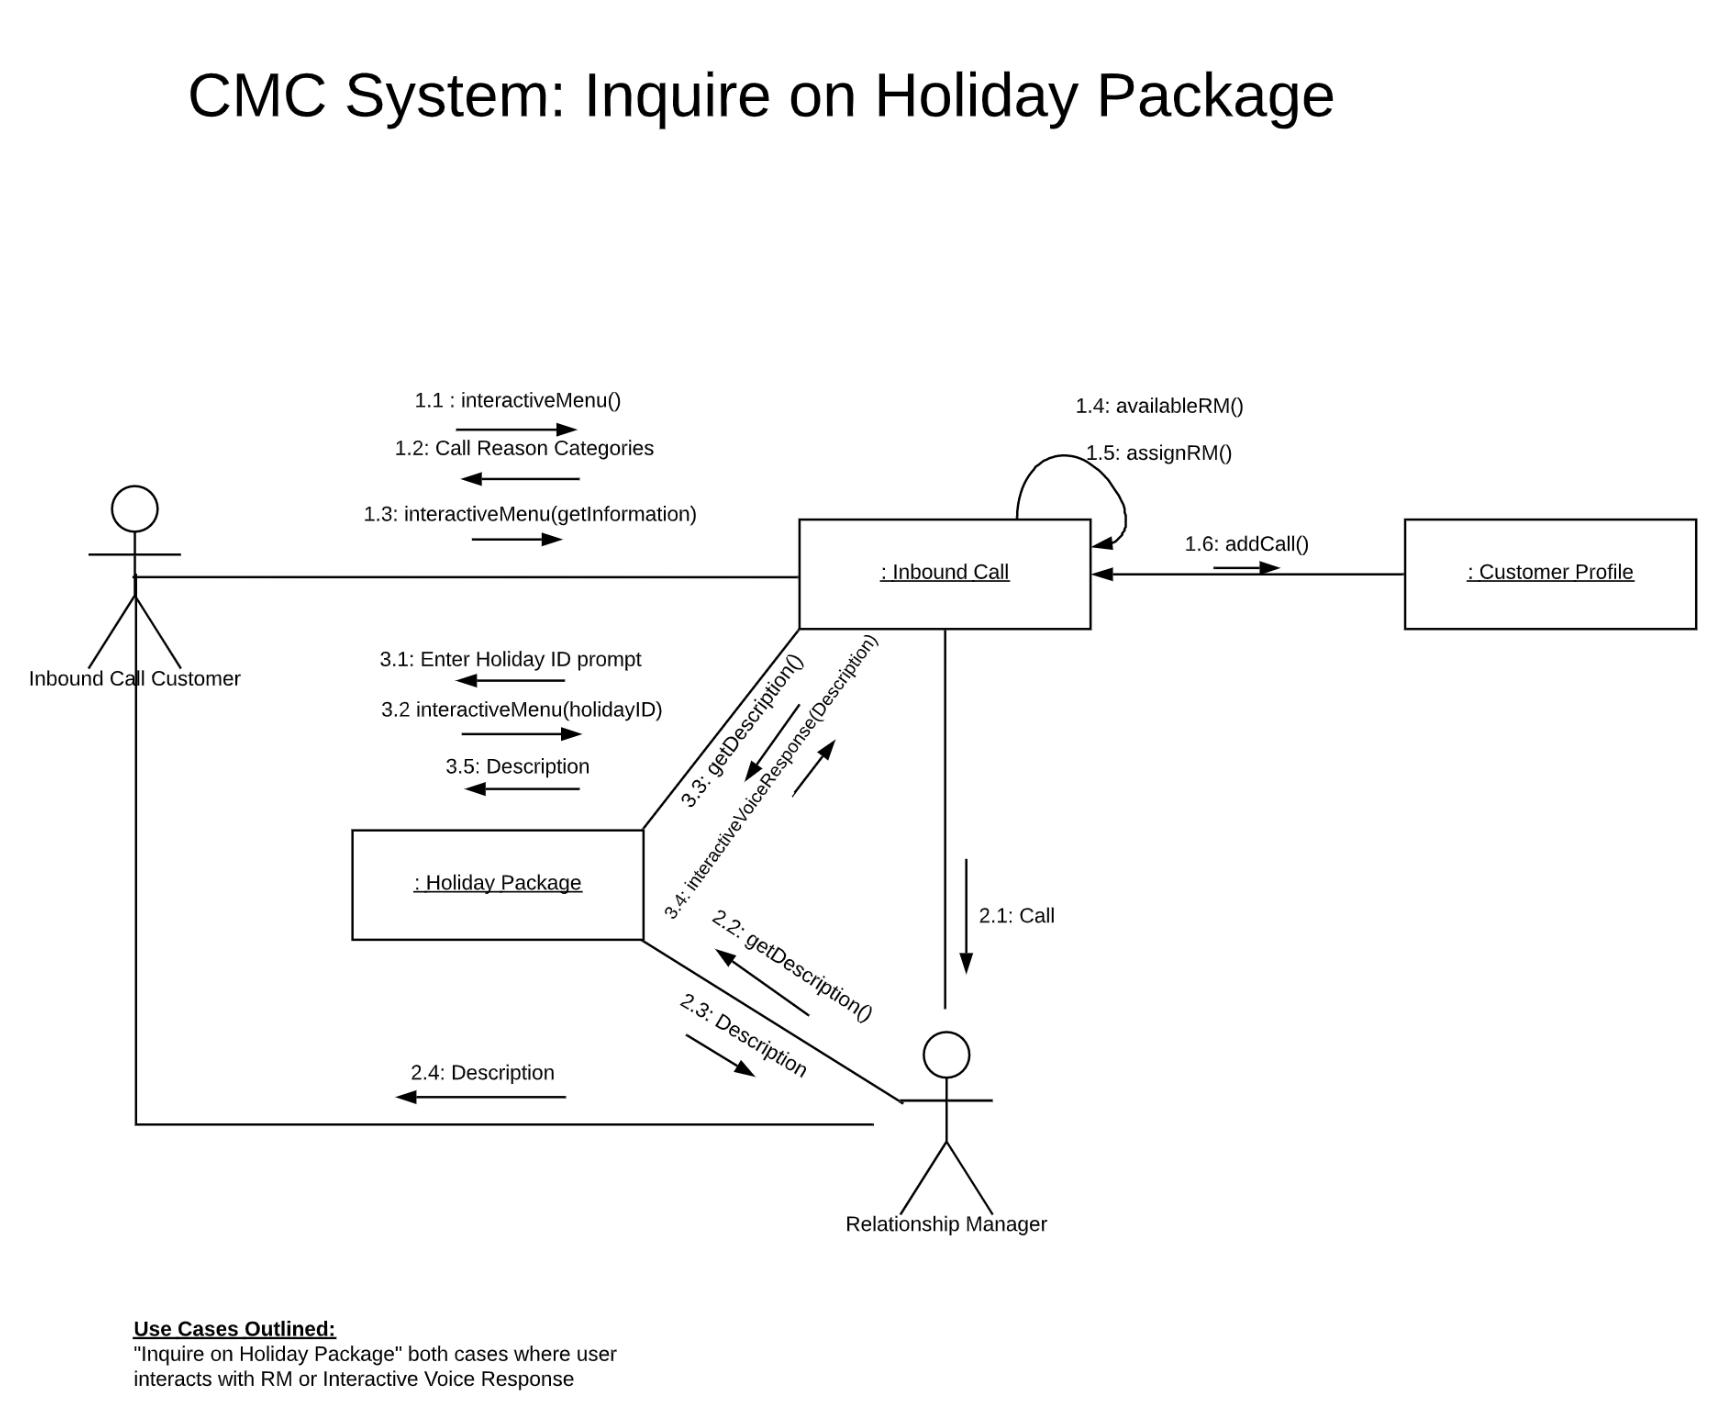 CMC System: Inquire on Holiday Package
1.1 : interactiveMenu()
1.2: Call Reason Categories
1.3: interactiveMenu(getInformation)
1.4: availableRM()
1.5: assignRM()
1.6: addCall()
: Inbound Call
: Customer Profile
Inbound Call Customer
3.1: Enter Holiday ID prompt
3.2 interactiveMenu(holidayID)
3.5: Description
3.3: getDescription()
3.4: interactiveVoiceResponse(Description)
: Holiday Package
2.1: Call
2.2: getDescription()
2.3: Description
2.4: Description
Relationship Manager
Use Cases Outlined:
"Inquire on Holiday Package" both cases where user
interacts with RM or Interactive Voice Response